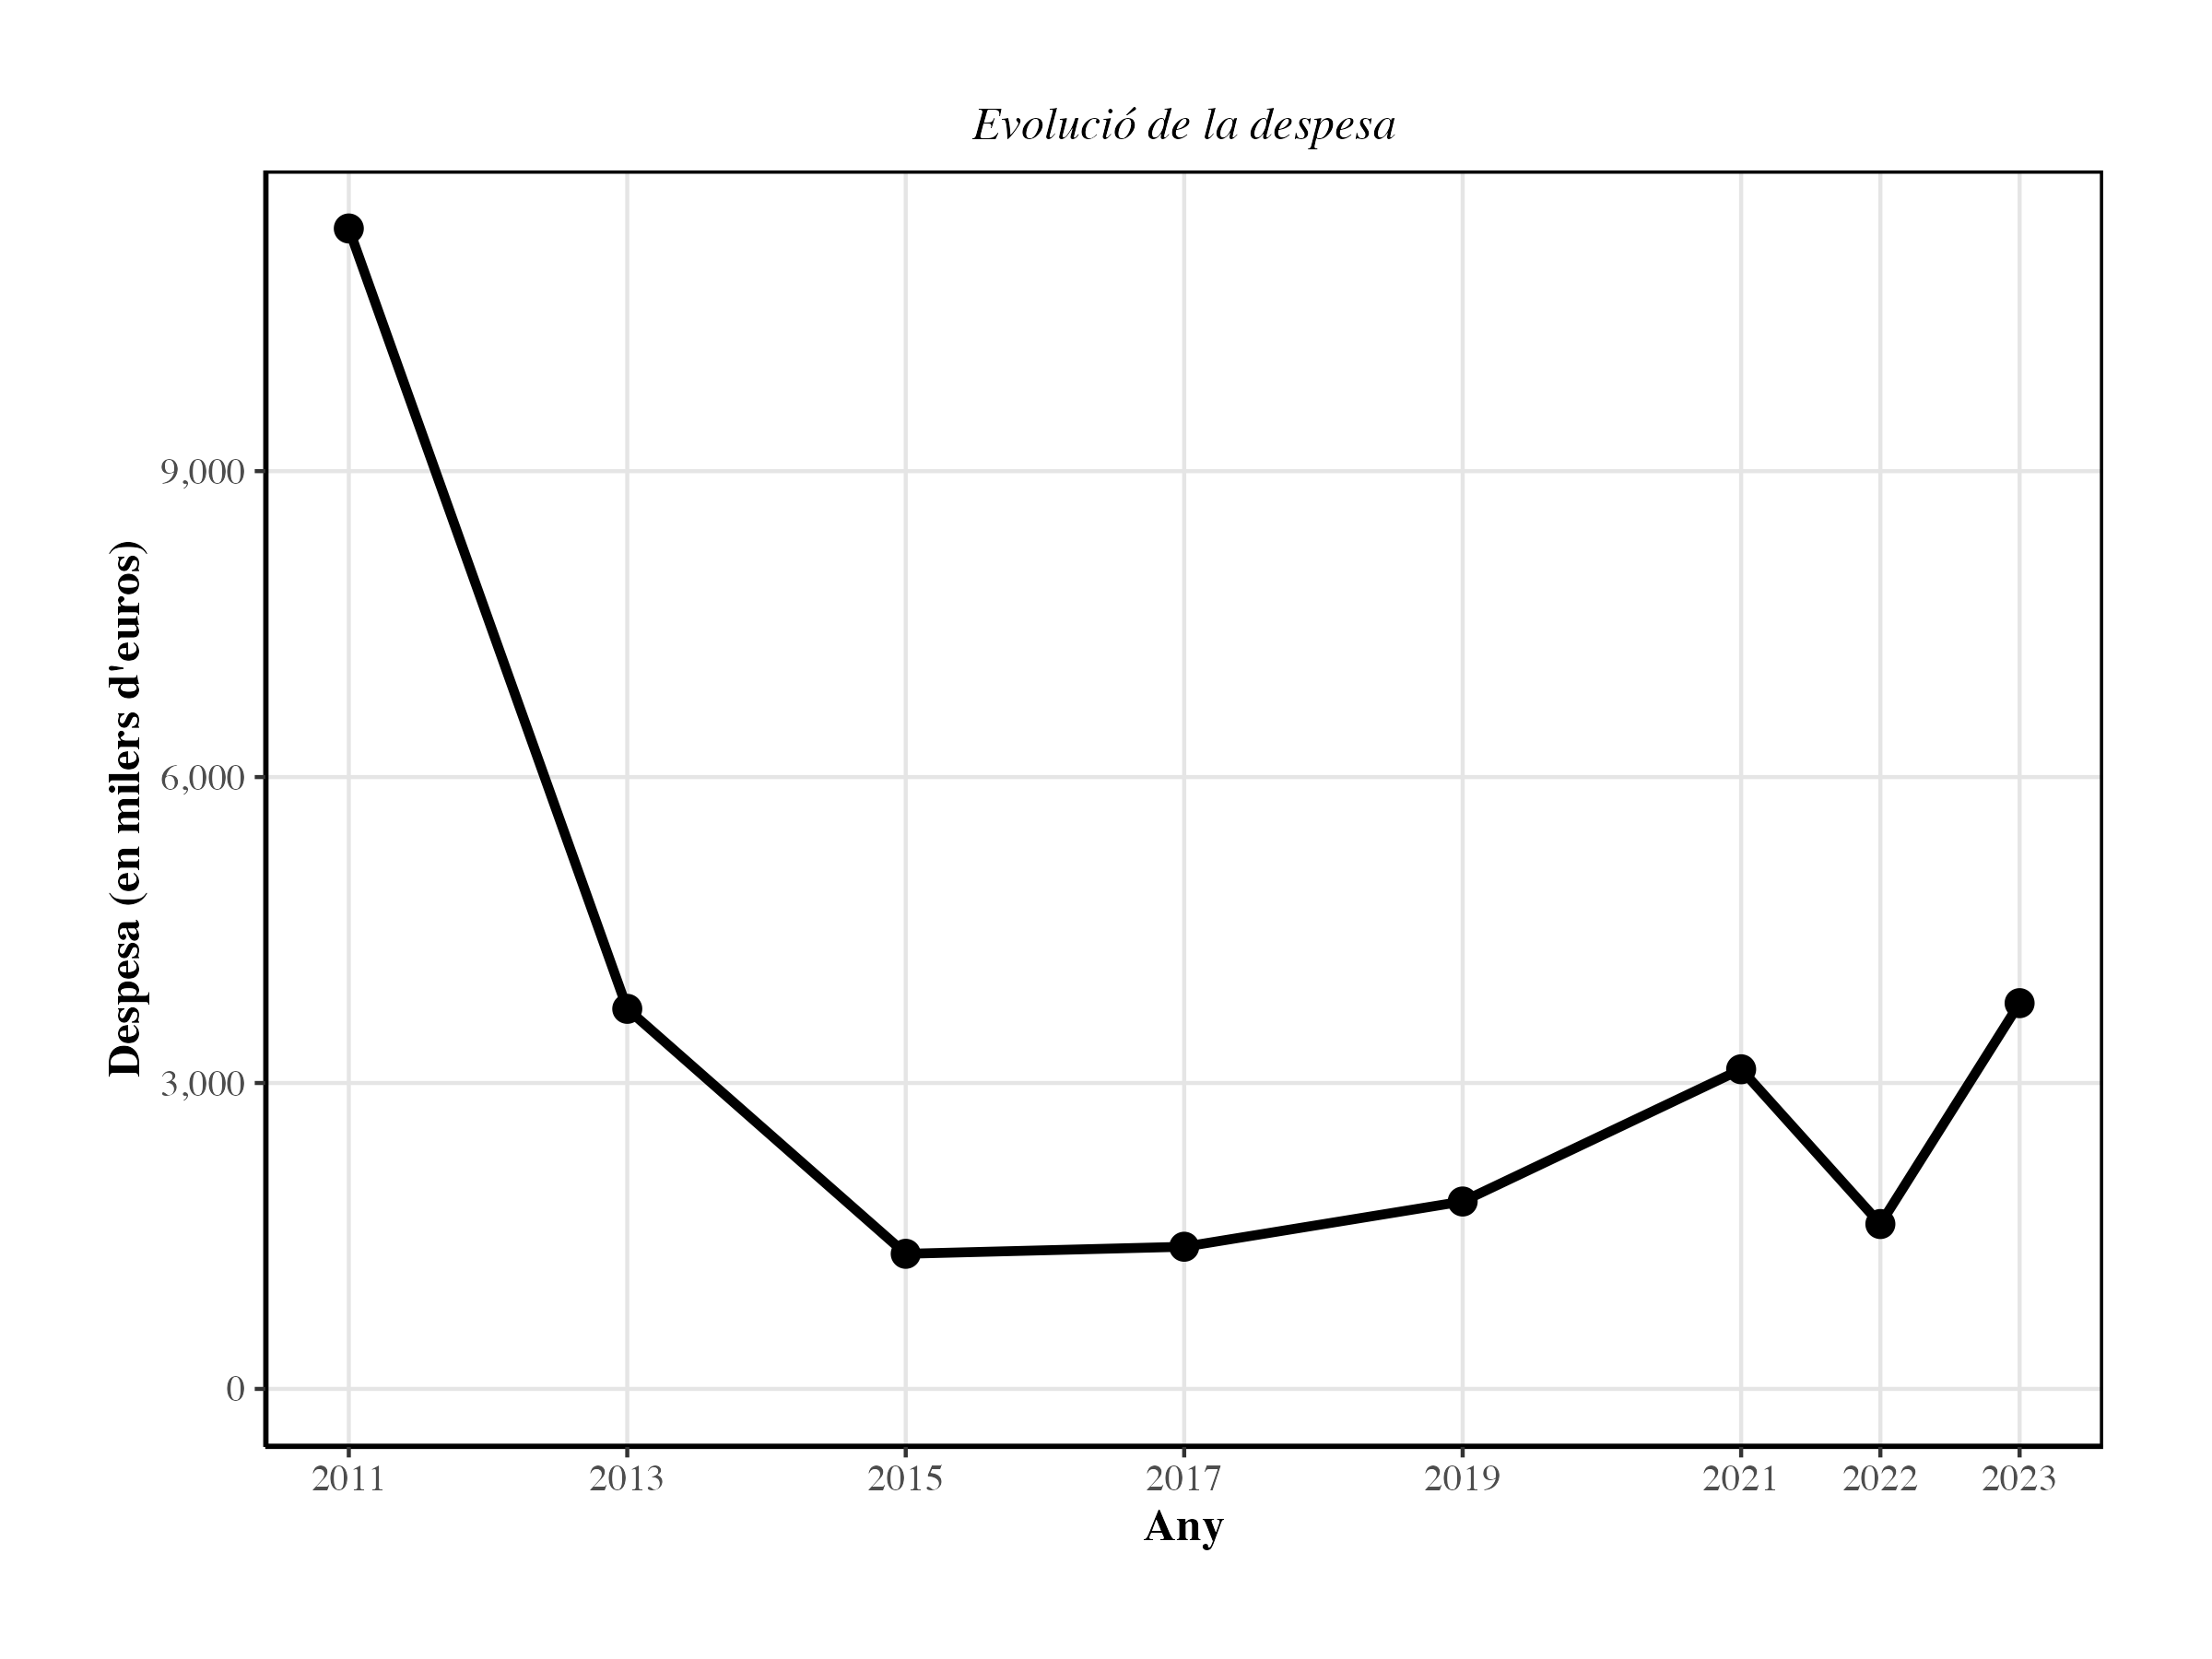 Evolució de la despesa
Despesa (en milers d'euros)
9,000
6,000
3,000
0
2011 2013 2015 2017 2019 2021 2022 2023
Any